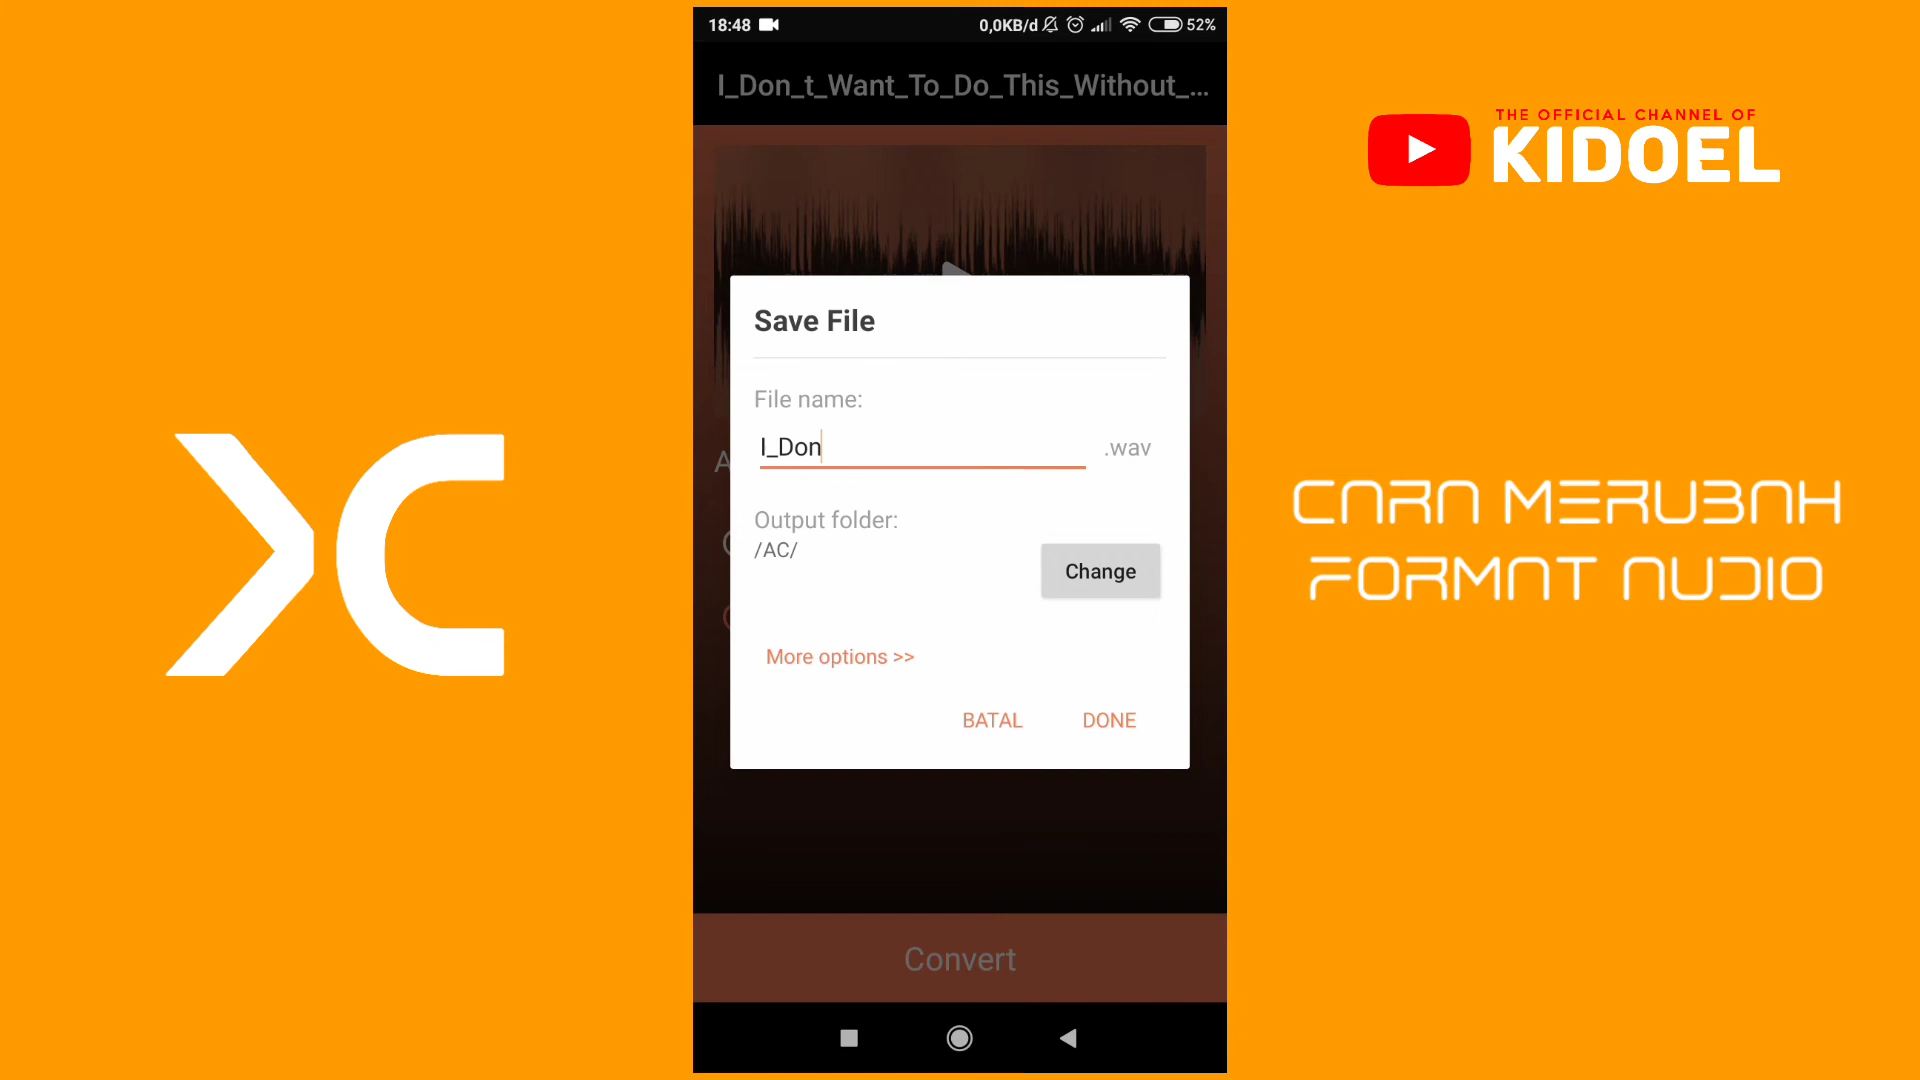 18:48
0,0KB/d
52%
I_Don_t_Want_To_Do_This_Without_...
THE OFFICIAL CHANNEL OF
KIDOEL
Save File
File name:
I_Don
.wav
Output folder:
/AC/
Change
More options >>
BATAL
DONE
Convert
XC
CARA MERUBAH
FORMAT AUDIO